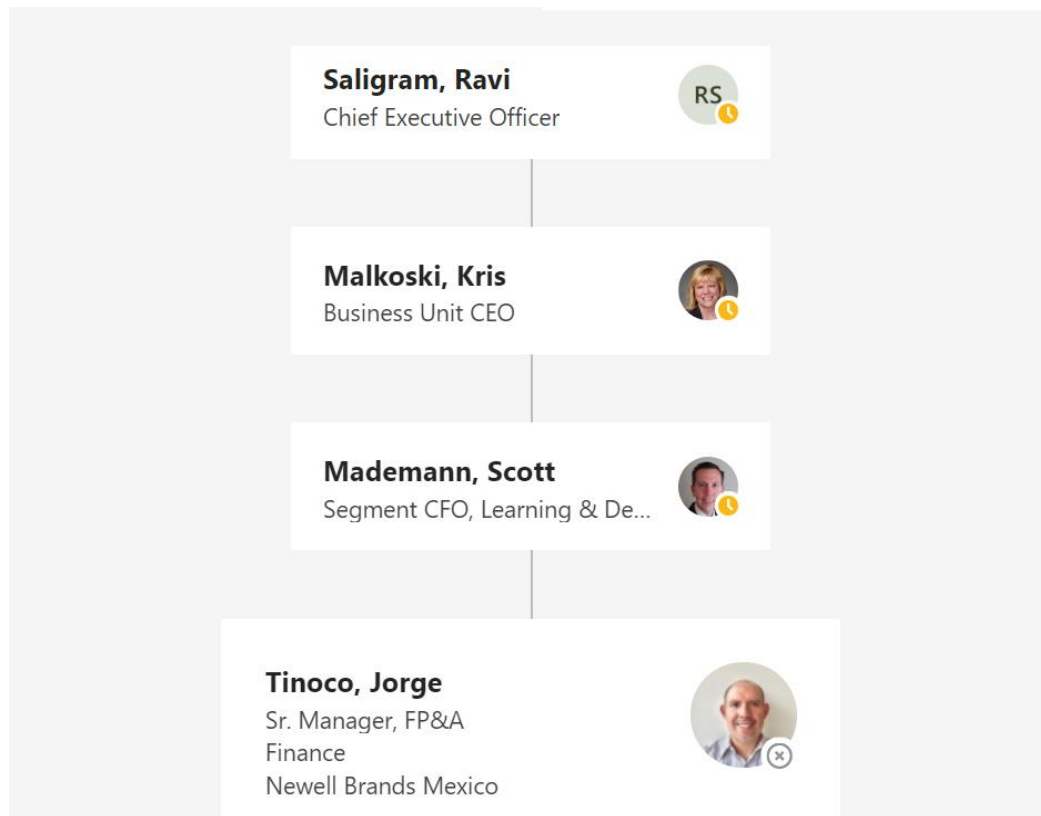 Saligram, Ravi
Chief Executive Officer
RS
Malkoski, Kris
Business Unit CEO
Mademann, Scott
Segment CFO, Learning & De...
Tinoco, Jorge
Sr. Manager, FP&A
Finance
Newell Brands Mexico